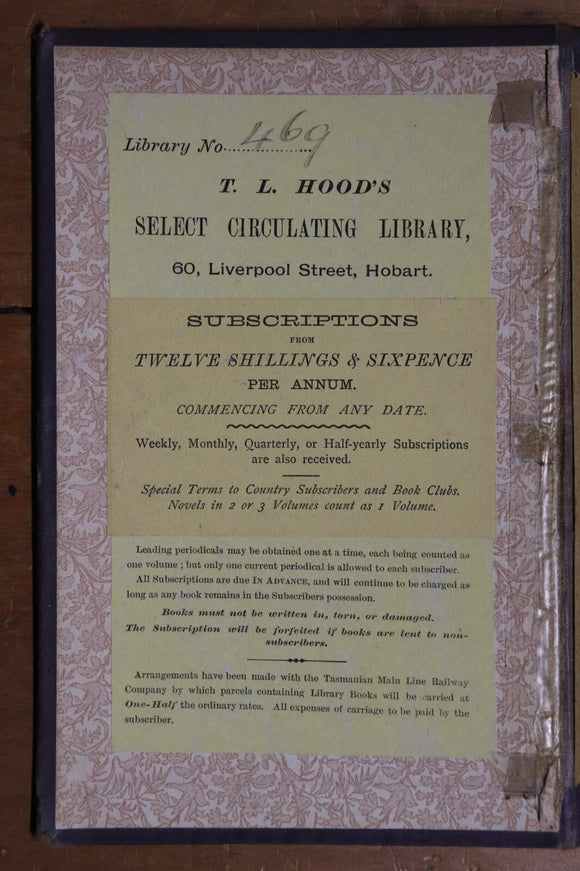 Library No.................... 469
T. L. HOOD'S
SELECT CIRCULATING LIBRARY,
60, Liverpool Street, Hobart.
SUBSCRIPTIONS
FROM
TWELVE SHILLINGS & SIXPENCE
PER ANNUM.
COMMENCING FROM ANY DATE.
Weekly, Monthly, Quarterly, or Half-yearly Subscriptions
are also received.
Special Terms to Country Subscribers and Book Clubs.
Novels in 2 or 3 Volumes count as 1 Volume.
Leading periodicals may be obtained one at a time, each being counted as
one volume ; but only one current periodical is allowed to each subscriber.
All Subscriptions are due IN ADVANCE, and will continue to be charged as
long as any book remains in the Subscribers possession.
Books must not be written in, torn, or damaged.
The Subscription will be forfeited if books are lent to non-
subscribers.
Arrangements have been made with the Tasmanian Main Line Railway
Company by which parcels containing Library Books will be carried at
One-Half the ordinary rates. All expenses of carriage to be paid by the
subscriber.